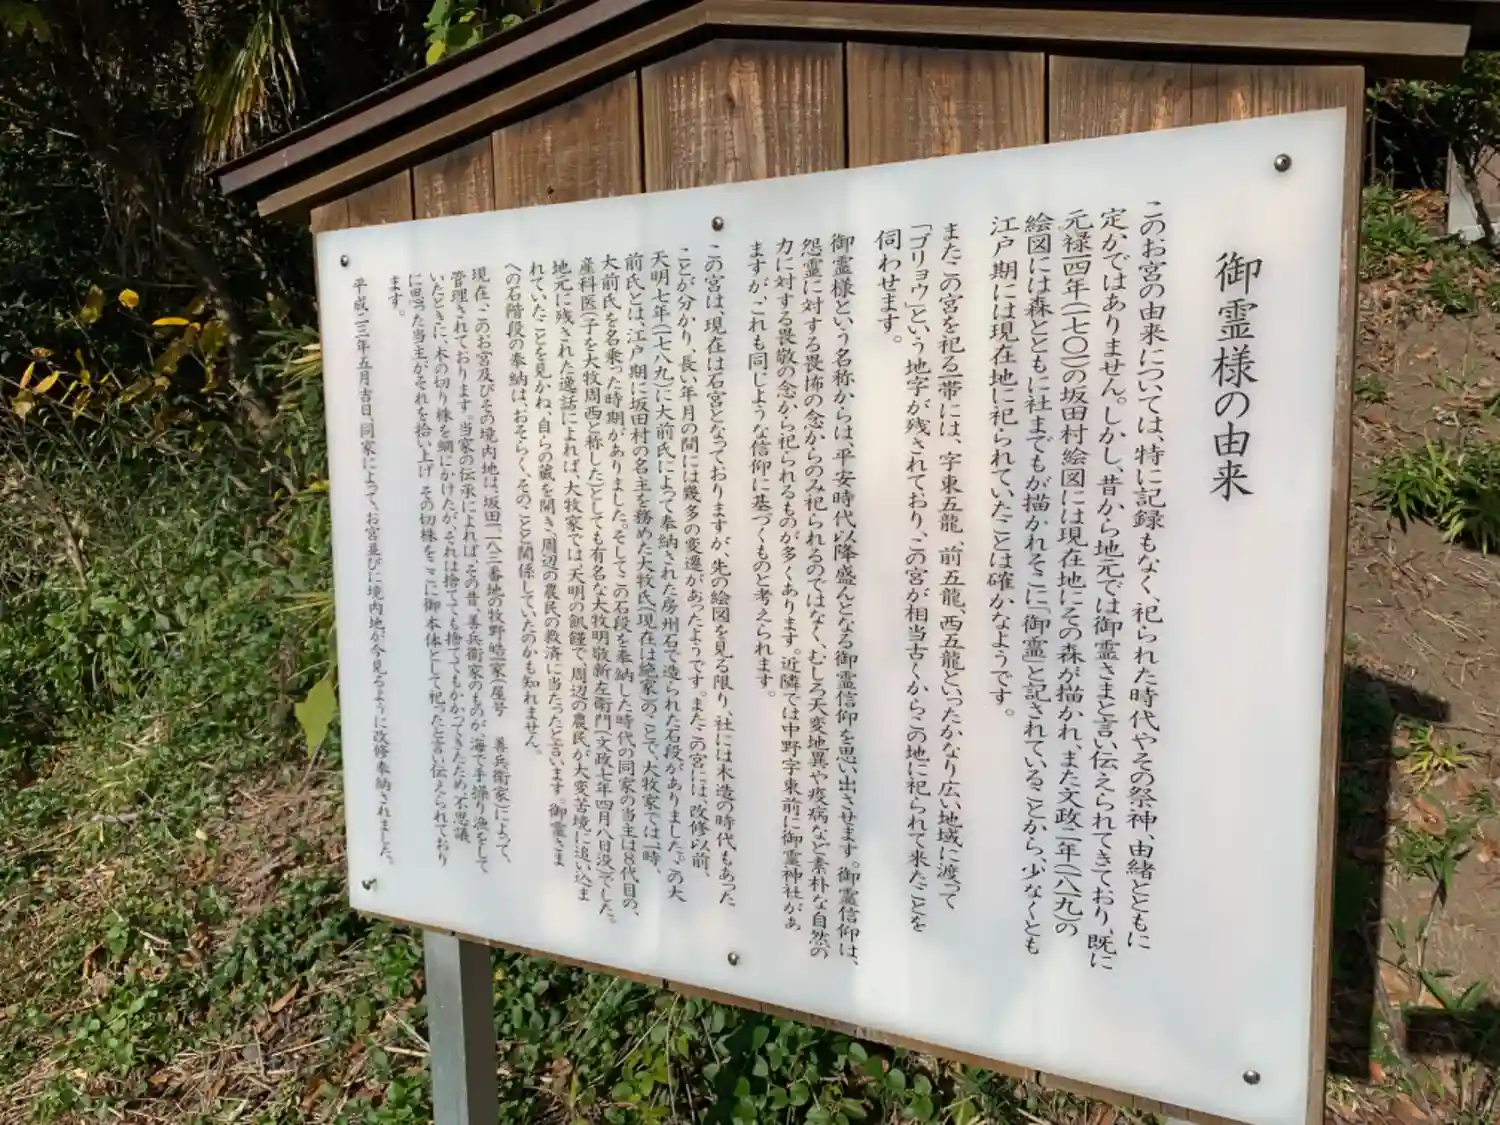 御霊様の由来
このお宮の由来については、特に記録もなく、祀られた時代やその祭神、由緒ともに
定かではありません。しかし、昔から地元では御霊さまと言い伝えられてきており、既に
元禄四年(一七〇一)の坂田村絵図には現在地にその森が描かれ、また文政二年(一八一九)の
絵図には森とともに社までもが描かれそこに「御霊」と記されていることから、少なくとも
江戸期には現在地に祀られていたことは確かなようです。
またこの宮を祀る一帯には、字東五龍、前五龍、西五龍といったかなり広い地域に渡って
「ゴリョウ」という地字が残されており、この宮が相当古くからこの地に祀られて来たことを
伺わせます。
御霊様という名称からは、平安時代以降盛んとなる御霊信仰を思い出させます。御霊信仰は、
怨霊に対する畏怖の念からのみ祀られるのではなく、むしろ天変地異や疫病など素朴な自然の
力に対する畏敬の念から祀られるものが多くあります。近隣では中野字東前に御霊神社があ
ますが、これも同じような信仰に基づくものと考えられます。
この宮は、現在は石宮となっておりますが、先の絵図を見る限り、社には木造の時代もあった
ことが分かり、長い年月の間には幾多の変遷があったようです。またこの宮には、改修以前、
天明七年(一七八九)に大前氏によって奉納された房州石で造られた石段がありました。この大
前氏とは、江戸期に坂田村の名主を務めた大牧氏(現在は絶家)のことで、大牧家では一時、
大前氏を名乗った時期がありました。そしてこの石段を奉納した時代の同家の当主は8代目の、
産科医(子を大牧周西と称した)としても有名な大牧明敬新左衛門(文政七年四月八日没)でした。
地元に残された逸話によれば、大牧家では天明の飢饉で、周辺の農民が大変苦境に追い込ま
れていたことを見かね、自らの蔵を開き周辺の農民の救済に当たったと言います。御霊さま
への石階段の奉納は、おそらく、そのことと関係していたのかも知れません。
現在、このお宮及びその境内地は、坂田一一八二番地の牧野皓一家(屋号 善兵衛家)によって、
管理されております。当家の伝承によれば、その昔、善兵衛家のものが、海で手操り漁をして
いたときに、木の切り株を網にかけたが、それは捨てても捨ててもかかってきたため、不思議
に思った当主がそれを拾い上げ、その切株をここに御本体として祀ったと言い伝えられており
ます。
平成二三年五月吉日、同家によって、お宮並びに境内地が今見るように改修奉納されました。